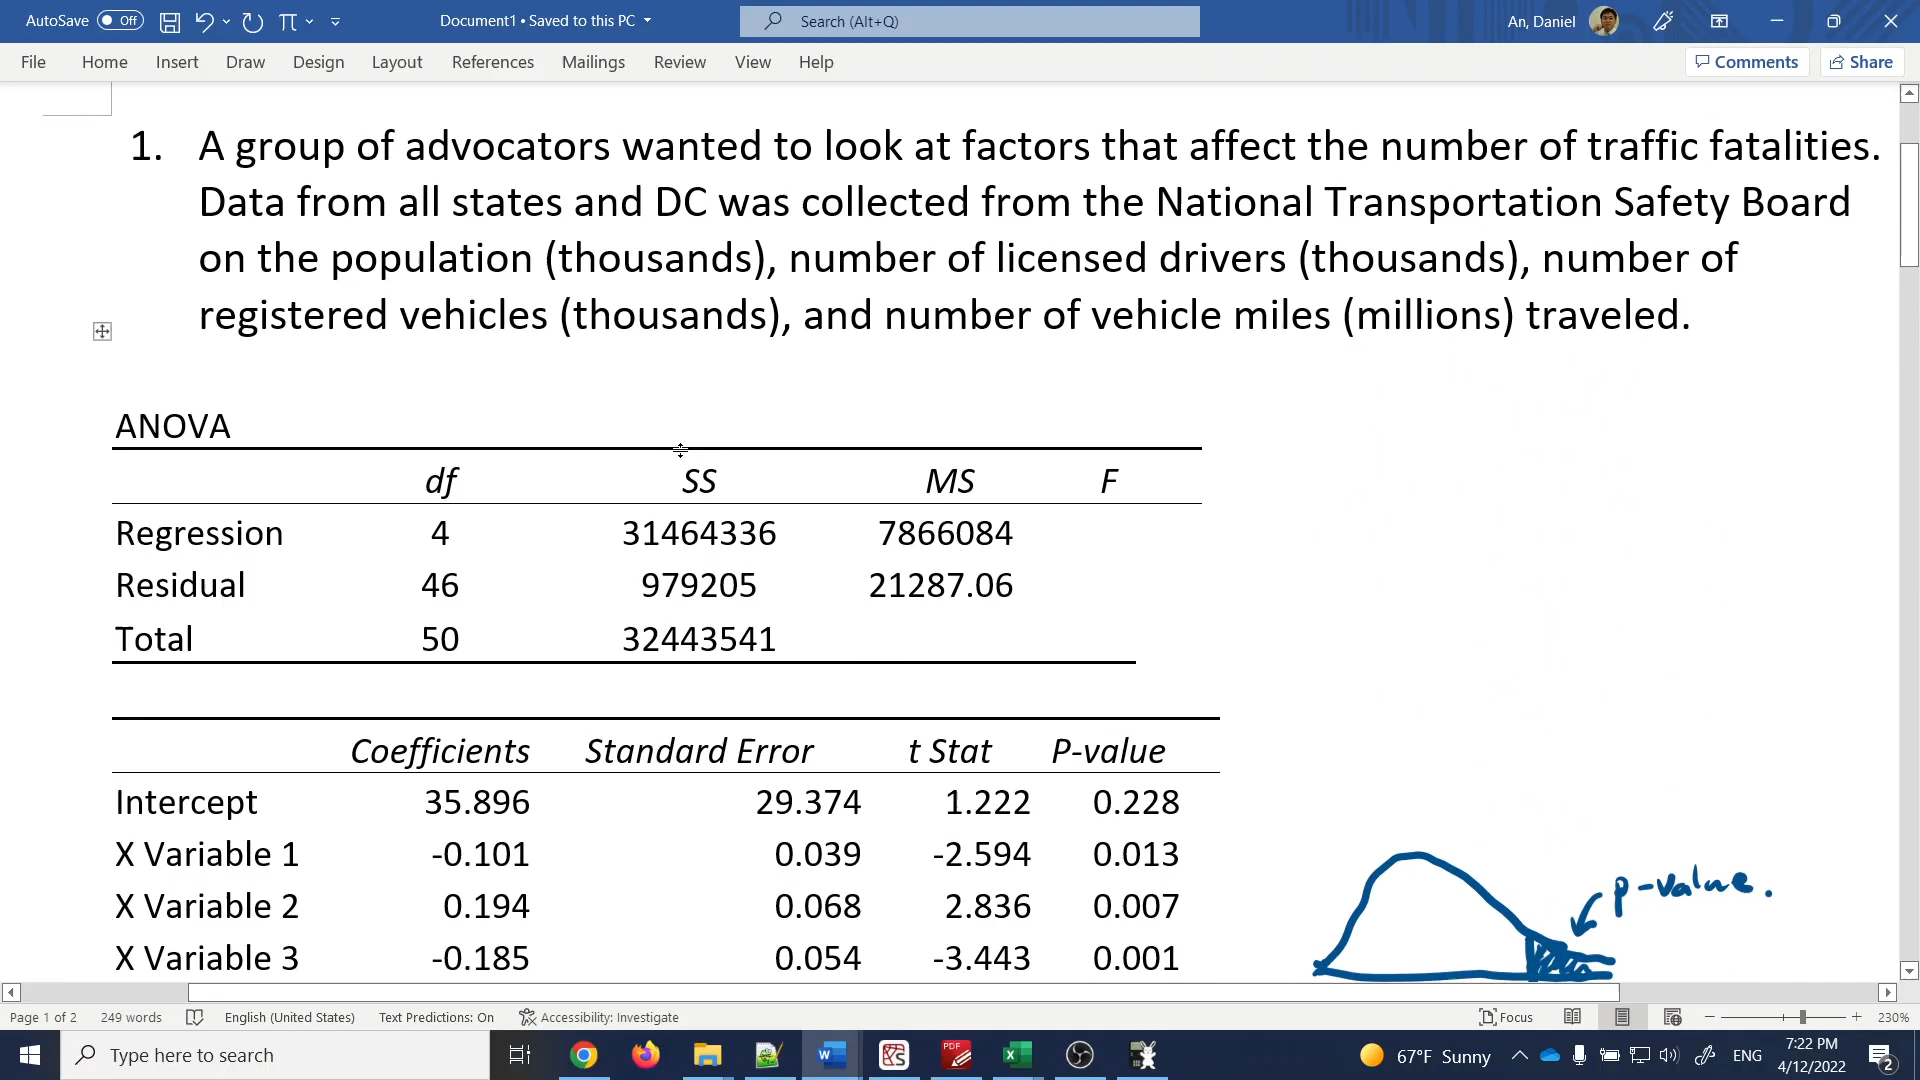 AutoSave Off Document1 • Saved to this PC Search (Alt+Q) An, Daniel
File Home Insert Draw Design Layout References Mailings Review View Help Comments Share
1. A group of advocators wanted to look at factors that affect the number of traffic fatalities.
Data from all states and DC was collected from the National Transportation Safety Board
on the population (thousands), number of licensed drivers (thousands), number of
registered vehicles (thousands), and number of vehicle miles (millions) traveled.
ANOVA
df SS MS F
Regression 4 31464336 7866084
Residual 46 979205 21287.06
Total 50 32443541
Coefficients Standard Error t Stat P-value
Intercept 35.896 29.374 1.222 0.228
X Variable 1 -0.101 0.039 -2.594 0.013
X Variable 2 0.194 0.068 2.836 0.007
X Variable 3 -0.185 0.054 -3.443 0.001
p-value.
Page 1 of 2 249 words English (United States) Text Predictions: On Accessibility: Investigate Focus 230%
Type here to search PDF 67°F Sunny ENG 7:22 PM
4/12/2022 2